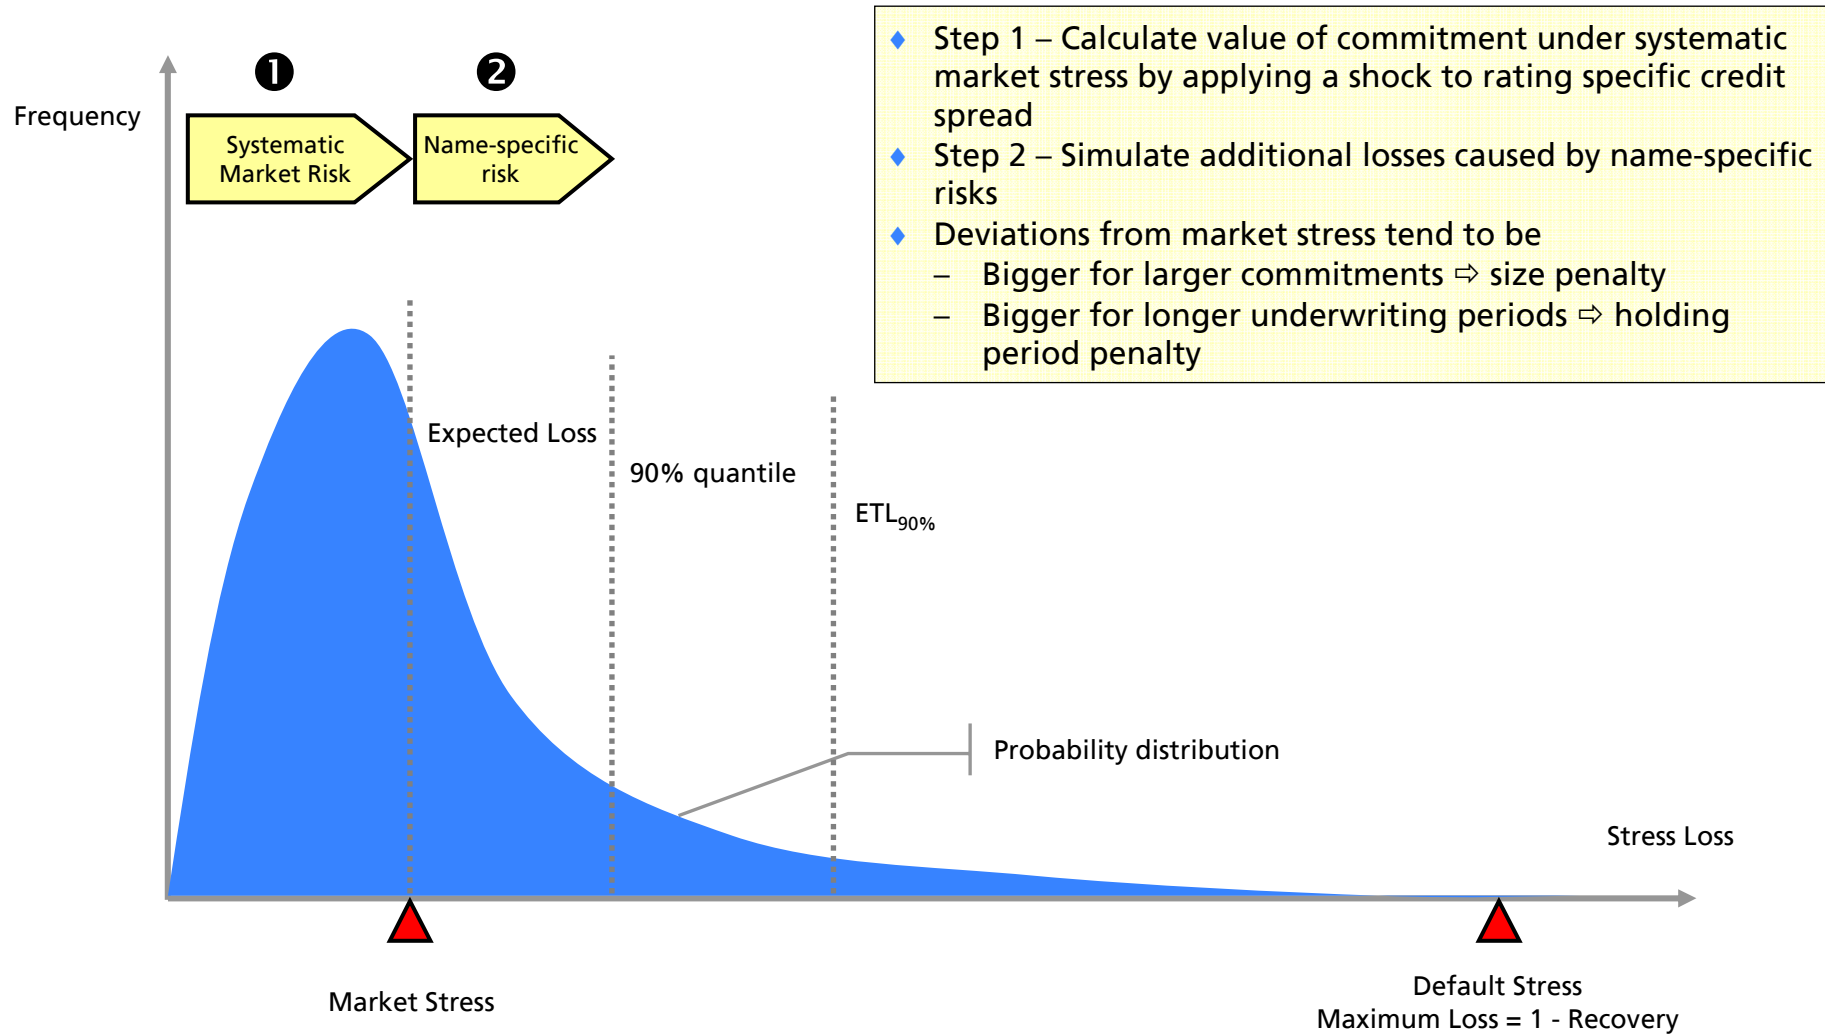 ❶
❷
Frequency
Systematic
Market Risk
Name-specific
risk
♦ Step 1 – Calculate value of commitment under systematic
market stress by applying a shock to rating specific credit
spread
♦ Step 2 – Simulate additional losses caused by name-specific
risks
♦ Deviations from market stress tend to be
– Bigger for larger commitments ⇨ size penalty
– Bigger for longer underwriting periods ⇨ holding
period penalty
Expected Loss
90% quantile
ETL90%
Probability distribution
Stress Loss
Market Stress
Default Stress
Maximum Loss = 1 - Recovery